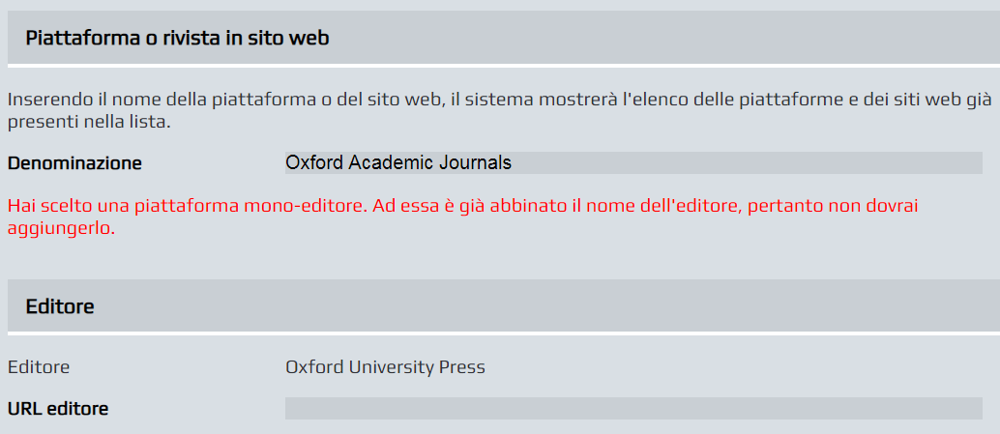 Piattaforma o rivista in sito web
Inserendo il nome della piattaforma o del sito web, il sistema mostrerà l'elenco delle piattaforme e dei siti web già
presenti nella lista.
Denominazione Oxford Academic Journals
Hai scelto una piattaforma mono-editore. Ad essa è già abbinato il nome dell'editore, pertanto non dovrai
aggiungerlo.
Editore
Editore Oxford University Press
URL editore